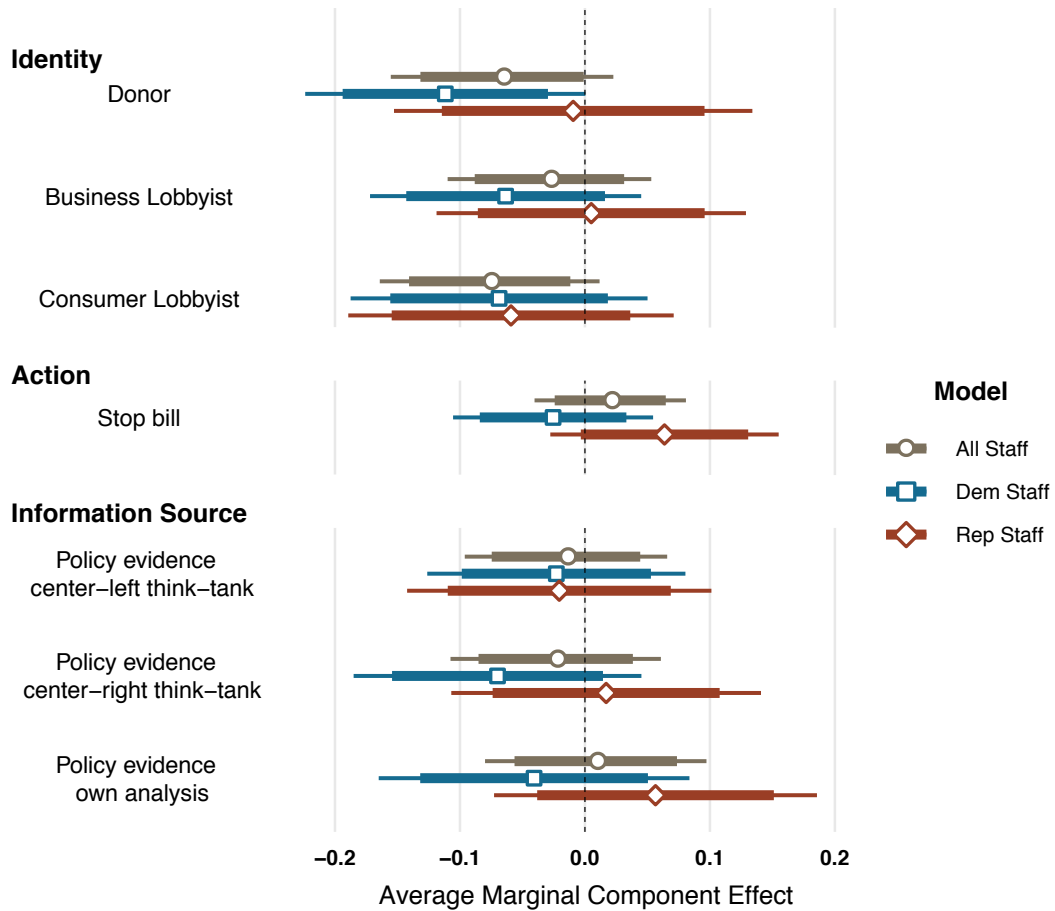 Identity
Donor
Business Lobbyist
Consumer Lobbyist
Action
Stop bill
Information Source
Policy evidence
center−left think−tank
Policy evidence
center−right think−tank
Policy evidence
own analysis
−0.2
−0.1
0.0
0.1
0.2
Average Marginal Component Effect
Model
All Staff
Dem Staff
Rep Staff